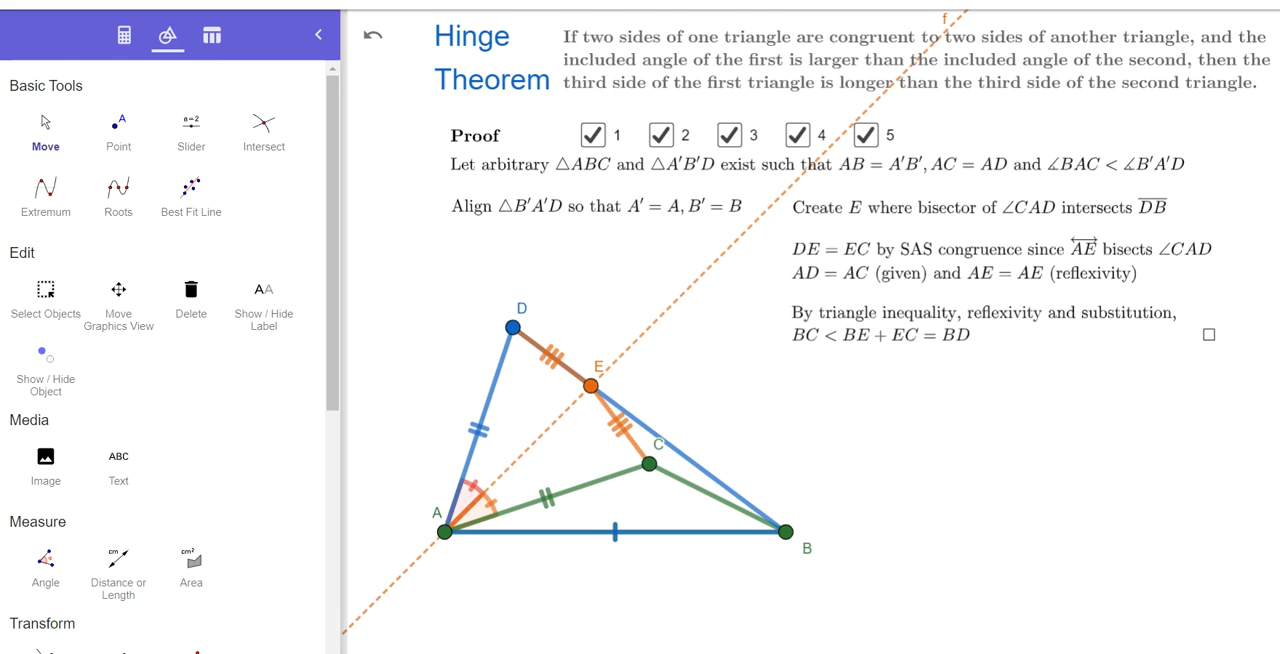 Basic Tools
Move
Point
A
Slider
a=2
Intersect
Extremum
Roots
Best Fit Line
Edit
Select Objects
Move Graphics View
Delete
AA
Show / Hide Label
Show / Hide Object
Media
Image
ABC
Text
Measure
Angle
cm
Distance or Length
cm²
Area
Transform
Hinge
Theorem
If two sides of one triangle are congruent to two sides of another triangle, and the
included angle of the first is larger than the included angle of the second, then the
third side of the first triangle is longer than the third side of the second triangle.
Proof 1 2 3 4 5
Let arbitrary △ABC and △A′B′D exist such that AB = A′B′, AC = AD and ∠BAC < ∠B′A′D
Align △B′A′D so that A′ = A, B′ = B
Create E where bisector of ∠CAD intersects D̅B̅
DE = EC by SAS congruence since A⃡E⃡ bisects ∠CAD
AD = AC (given) and AE = AE (reflexivity)
By triangle inequality, reflexivity and substitution,
BC < BE + EC = BD □
f
D
E
C
A
B